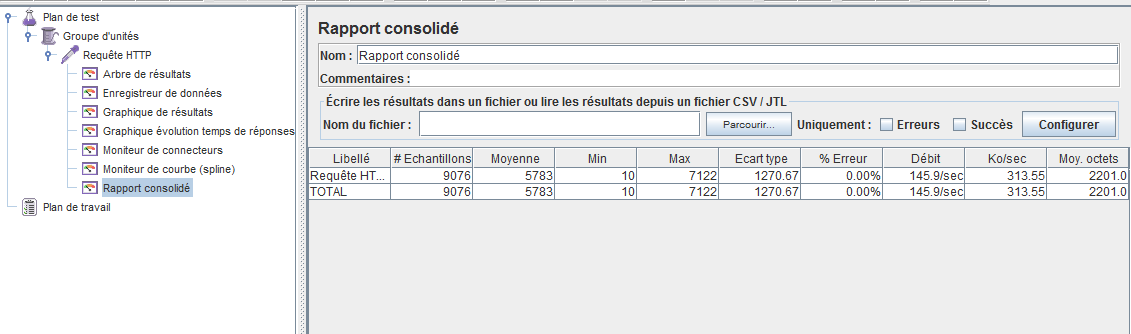 Plan de test
Groupe d'unités
Requête HTTP
Arbre de résultats
Enregistreur de données
Graphique de résultats
Graphique évolution temps de réponses
Moniteur de connecteurs
Moniteur de courbe (spline)
Rapport consolidé
Plan de travail
Rapport consolidé
Nom : Rapport consolidé
Commentaires :
Écrire les résultats dans un fichier ou lire les résultats depuis un fichier CSV / JTL
Nom du fichier : Parcourir... Uniquement : Erreurs Succès Configurer
Libellé # Echantillons Moyenne Min Max Ecart type % Erreur Débit Ko/sec Moy. octets
Requête HT... 9076 5783 10 7122 1270.67 0.00% 145.9/sec 313.55 2201.0
TOTAL 9076 5783 10 7122 1270.67 0.00% 145.9/sec 313.55 2201.0